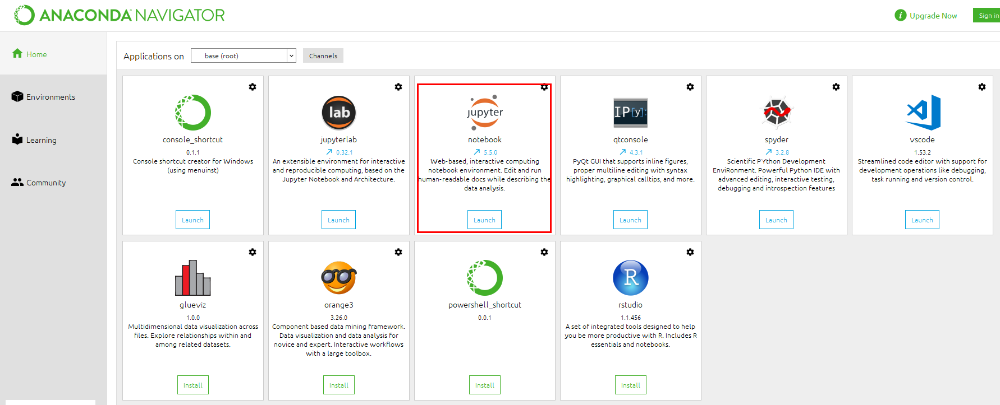 ANACONDA NAVIGATOR
Upgrade Now
Sign in
Home
Environments
Learning
Community
Applications on
base (root)
Channels
console_shortcut
0.1.1
Console shortcut creator for Windows
(using menuinst)
Launch
lab
jupyterlab
0.32.1
An extensible environment for interactive
and reproducible computing, based on the
Jupyter Notebook and Architecture.
Launch
jupyter
notebook
5.5.0
Web-based, interactive computing
notebook environment. Edit and run
human-readable docs while describing the
data analysis.
Launch
IP[y]:
qtconsole
4.3.1
PyQt GUI that supports inline figures,
proper multiline editing with syntax
highlighting, graphical calltips, and more.
Launch
spyder
3.2.8
Scientific PYthon Development
EnviRonment. Powerful Python IDE with
advanced editing, interactive testing,
debugging and introspection features
Launch
vscode
1.53.2
Streamlined code editor with support for
development operations like debugging,
task running and version control.
Launch
glueviz
1.0.0
Multidimensional data visualization across
files. Explore relationships within and
among related datasets.
Install
orange3
3.26.0
Component based data mining framework.
Data visualization and data analysis for
novice and expert. Interactive workflows
with a large toolbox.
Install
powershell_shortcut
0.0.1
Install
R
rstudio
1.1.456
A set of integrated tools designed to help
you be more productive with R. Includes R
essentials and notebooks.
Install